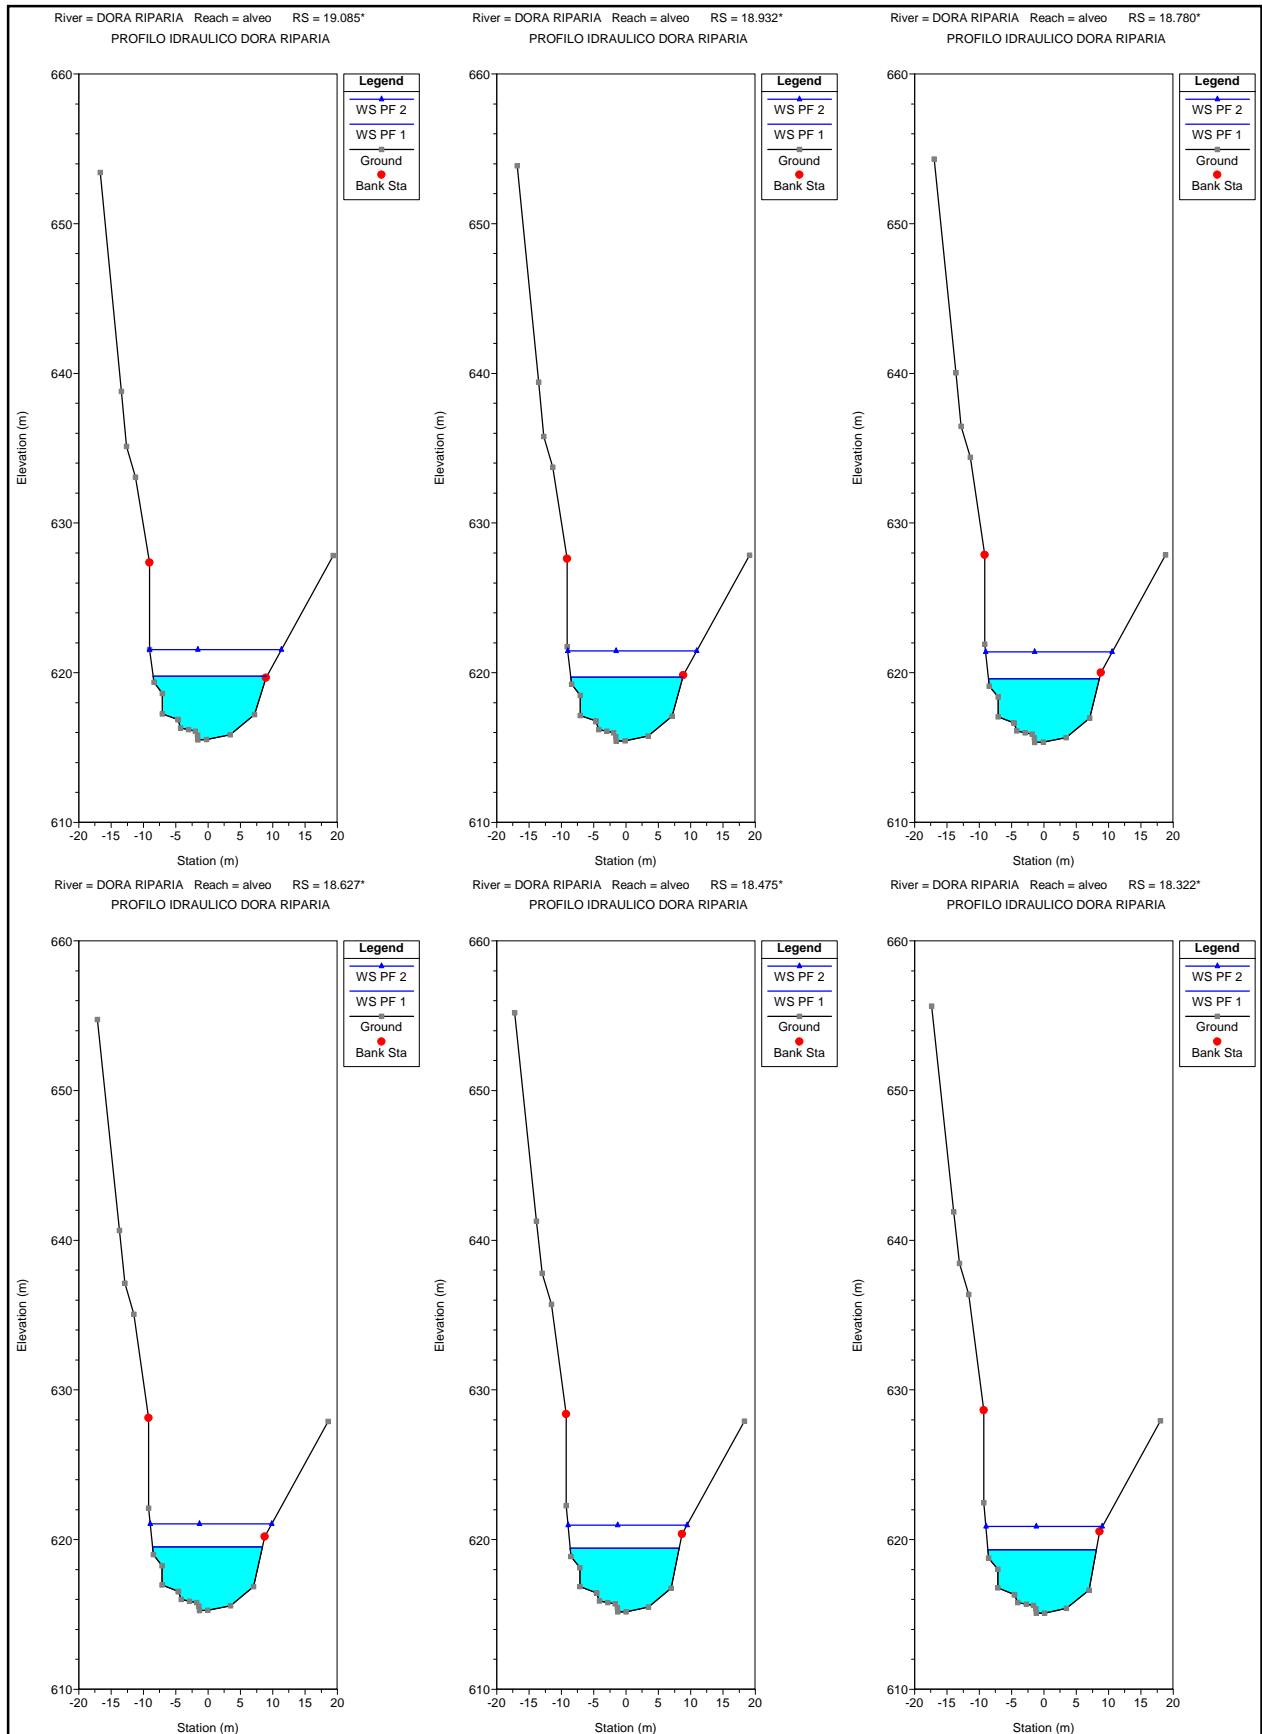 River = DORA RIPARIA Reach = alveo RS = 19.085*
PROFILO IDRAULICO DORA RIPARIA
660
650
640
630
620
610
Elevation (m)
-20 -15 -10 -5 0 5 10 15 20
Station (m)
Legend
WS PF 2
WS PF 1
Ground
Bank Sta
River = DORA RIPARIA Reach = alveo RS = 18.932*
PROFILO IDRAULICO DORA RIPARIA
660
650
640
630
620
610
Elevation (m)
-20 -15 -10 -5 0 5 10 15 20
Station (m)
Legend
WS PF 2
WS PF 1
Ground
Bank Sta
River = DORA RIPARIA Reach = alveo RS = 18.780*
PROFILO IDRAULICO DORA RIPARIA
660
650
640
630
620
610
Elevation (m)
-20 -15 -10 -5 0 5 10 15 20
Station (m)
Legend
WS PF 2
WS PF 1
Ground
Bank Sta
River = DORA RIPARIA Reach = alveo RS = 18.627*
PROFILO IDRAULICO DORA RIPARIA
660
650
640
630
620
610
Elevation (m)
-20 -15 -10 -5 0 5 10 15 20
Station (m)
Legend
WS PF 2
WS PF 1
Ground
Bank Sta
River = DORA RIPARIA Reach = alveo RS = 18.475*
PROFILO IDRAULICO DORA RIPARIA
660
650
640
630
620
610
Elevation (m)
-20 -15 -10 -5 0 5 10 15 20
Station (m)
Legend
WS PF 2
WS PF 1
Ground
Bank Sta
River = DORA RIPARIA Reach = alveo RS = 18.322*
PROFILO IDRAULICO DORA RIPARIA
660
650
640
630
620
610
Elevation (m)
-20 -15 -10 -5 0 5 10 15 20
Station (m)
Legend
WS PF 2
WS PF 1
Ground
Bank Sta